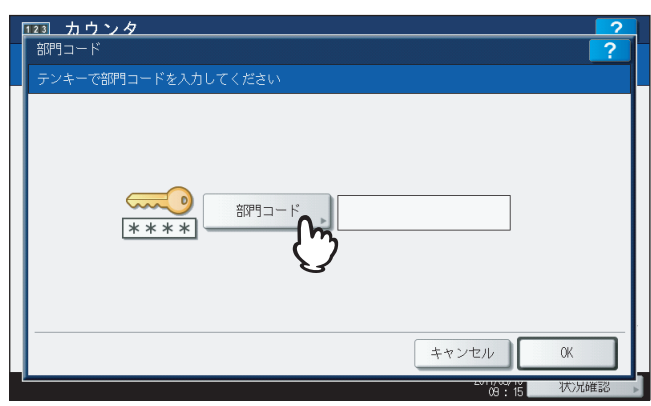 123 カウンタ ?
部門コード ?
テンキーで部門コードを入力してください
部門コード
****
キャンセル OK
09:15 状況確認